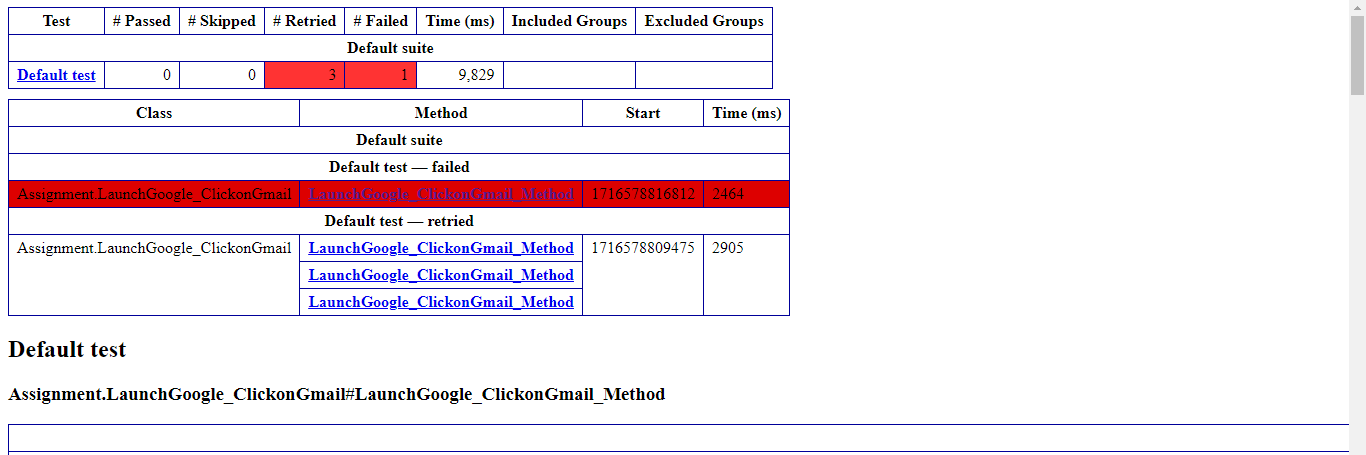 Test # Passed # Skipped # Retried # Failed Time (ms) Included Groups Excluded Groups
Default suite
Default test 0 0 3 1 9,829
Class Method Start Time (ms)
Default suite
Default test — failed
Assignment.LaunchGoogle_ClickonGmail LaunchGoogle_ClickonGmail_Method 1716578816812 2464
Default test — retried
Assignment.LaunchGoogle_ClickonGmail LaunchGoogle_ClickonGmail_Method 1716578809475 2905
LaunchGoogle_ClickonGmail_Method
LaunchGoogle_ClickonGmail_Method
Default test
Assignment.LaunchGoogle_ClickonGmail#LaunchGoogle_ClickonGmail_Method